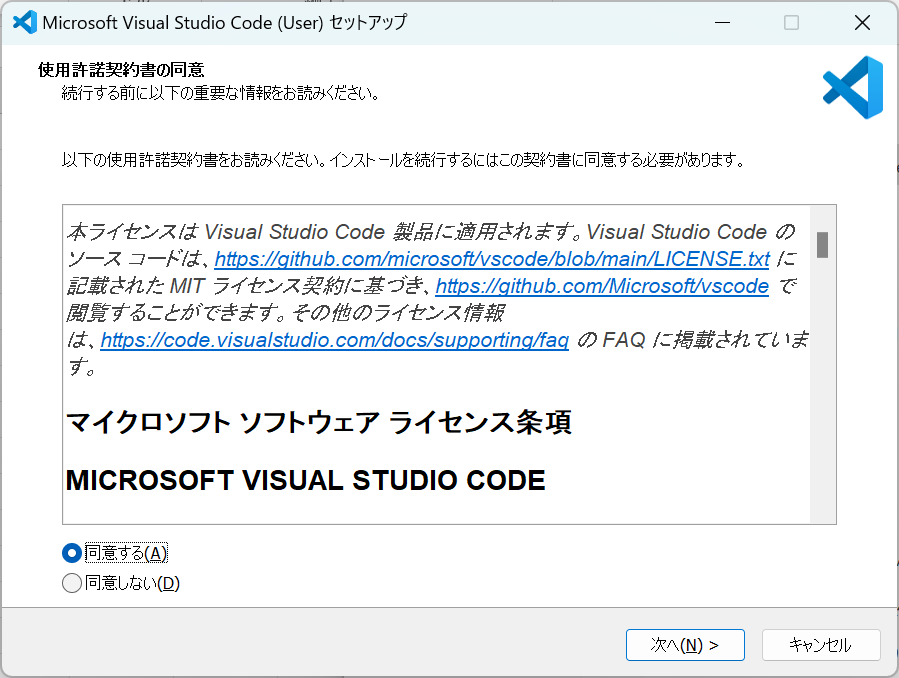 Microsoft Visual Studio Code (User) セットアップ
使用許諾契約書の同意
続行する前に以下の重要な情報をお読みください。
以下の使用許諾契約書をお読みください。インストールを続行するにはこの契約書に同意する必要があります。
本ライセンスは Visual Studio Code 製品に適用されます。Visual Studio Code の
ソース コードは、https://github.com/microsoft/vscode/blob/main/LICENSE.txt に
記載された MIT ライセンス契約に基づき、https://github.com/Microsoft/vscode で
閲覧することができます。その他のライセンス情報
は、https://code.visualstudio.com/docs/supporting/faq の FAQ に掲載されていま
す。
マイクロソフト ソフトウェア ライセンス条項
MICROSOFT VISUAL STUDIO CODE
同意する(A)
同意しない(D)
次へ(N) >
キャンセル